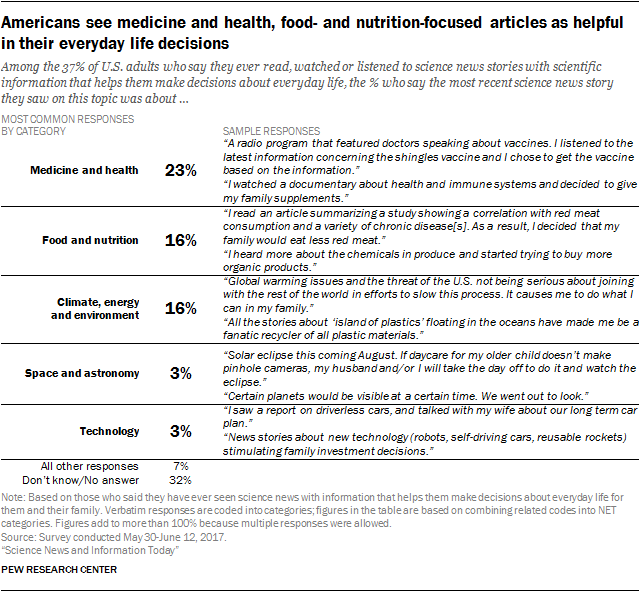 Americans see medicine and health, food- and nutrition-focused articles as helpful
in their everyday life decisions
Among the 37% of U.S. adults who say they ever read, watched or listened to science news stories with scientific
information that helps them make decisions about everyday life, the % who say the most recent science news story
they saw on this topic was about ...
MOST COMMON RESPONSES
BY CATEGORY
SAMPLE RESPONSES
Medicine and health
23%
“A radio program that featured doctors speaking about vaccines. I listened to the
latest information concerning the shingles vaccine and I chose to get the vaccine
based on the information.”
“I watched a documentary about health and immune systems and decided to give
my family supplements.”
Food and nutrition
16%
“I read an article summarizing a study showing a correlation with red meat
consumption and a variety of chronic disease[s]. As a result, I decided that my
family would eat less red meat.”
“I heard more about the chemicals in produce and started trying to buy more
organic products.”
Climate, energy
and environment
16%
“Global warming issues and the threat of the U.S. not being serious about joining
with the rest of the world in efforts to slow this process. It causes me to do what I
can in my family.”
“All the stories about ‘island of plastics’ floating in the oceans have made me be a
fanatic recycler of all plastic materials.”
Space and astronomy
3%
“Solar eclipse this coming August. If daycare for my older child doesn’t make
pinhole cameras, my husband and/or I will take the day off to do it and watch the
eclipse.”
“Certain planets would be visible at a certain time. We went out to look.”
Technology
3%
“I saw a report on driverless cars, and talked with my wife about our long term car
plan.”
“News stories about new technology (robots, self-driving cars, reusable rockets)
stimulating family investment decisions.”
All other responses 7%
Don’t know/No answer 32%
Note: Based on those who said they have ever seen science news with information that helps them make decisions about everyday life for
them and their family. Verbatim responses are coded into categories; figures in the table are based on combining related codes into NET
categories. Figures add to more than 100% because multiple responses were allowed.
Source: Survey conducted May 30-June 12, 2017.
“Science News and Information Today”
PEW RESEARCH CENTER